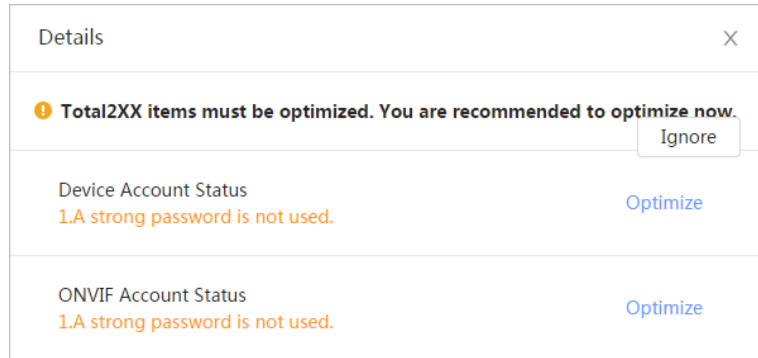 Details
Total2XX items must be optimized. You are recommended to optimize now.
Ignore
Device Account Status
1.A strong password is not used.
Optimize
ONVIF Account Status
1.A strong password is not used.
Optimize